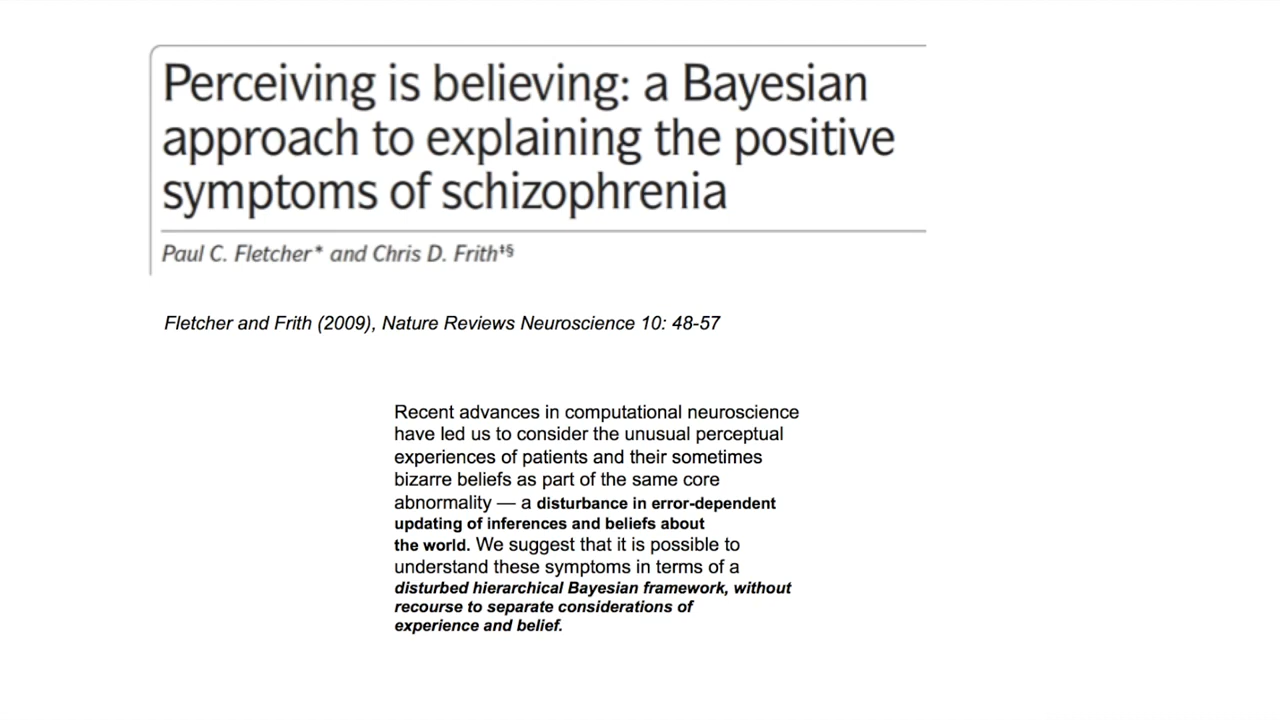 Perceiving is believing: a Bayesian
approach to explaining the positive
symptoms of schizophrenia
Paul C. Fletcher* and Chris D. Frith‡§
Fletcher and Frith (2009), Nature Reviews Neuroscience 10: 48-57
Recent advances in computational neuroscience
have led us to consider the unusual perceptual
experiences of patients and their sometimes
bizarre beliefs as part of the same core
abnormality — a disturbance in error-dependent
updating of inferences and beliefs about
the world. We suggest that it is possible to
understand these symptoms in terms of a
disturbed hierarchical Bayesian framework, without
recourse to separate considerations of
experience and belief.